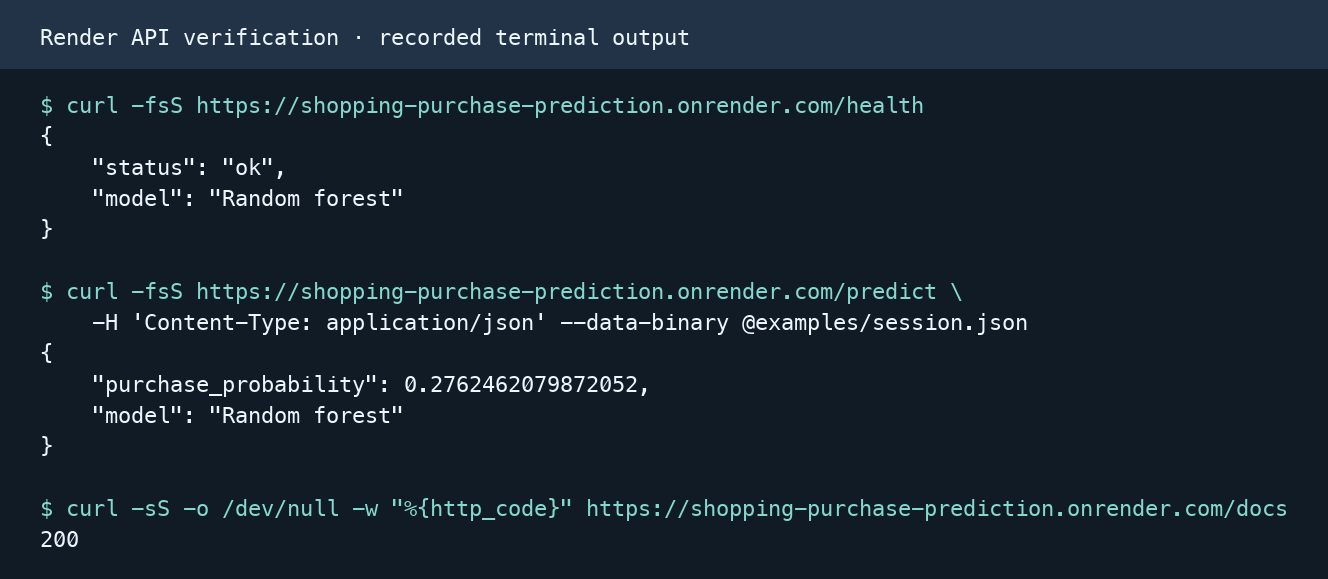 Render API verification · recorded terminal output
$ curl -fsS https://shopping-purchase-prediction.onrender.com/health
{
    "status": "ok",
    "model": "Random forest"
}
$ curl -fsS https://shopping-purchase-prediction.onrender.com/predict \
    -H 'Content-Type: application/json' --data-binary @examples/session.json
{
    "purchase_probability": 0.2762462079872052,
    "model": "Random forest"
}
$ curl -sS -o /dev/null -w "%{http_code}" https://shopping-purchase-prediction.onrender.com/docs
200